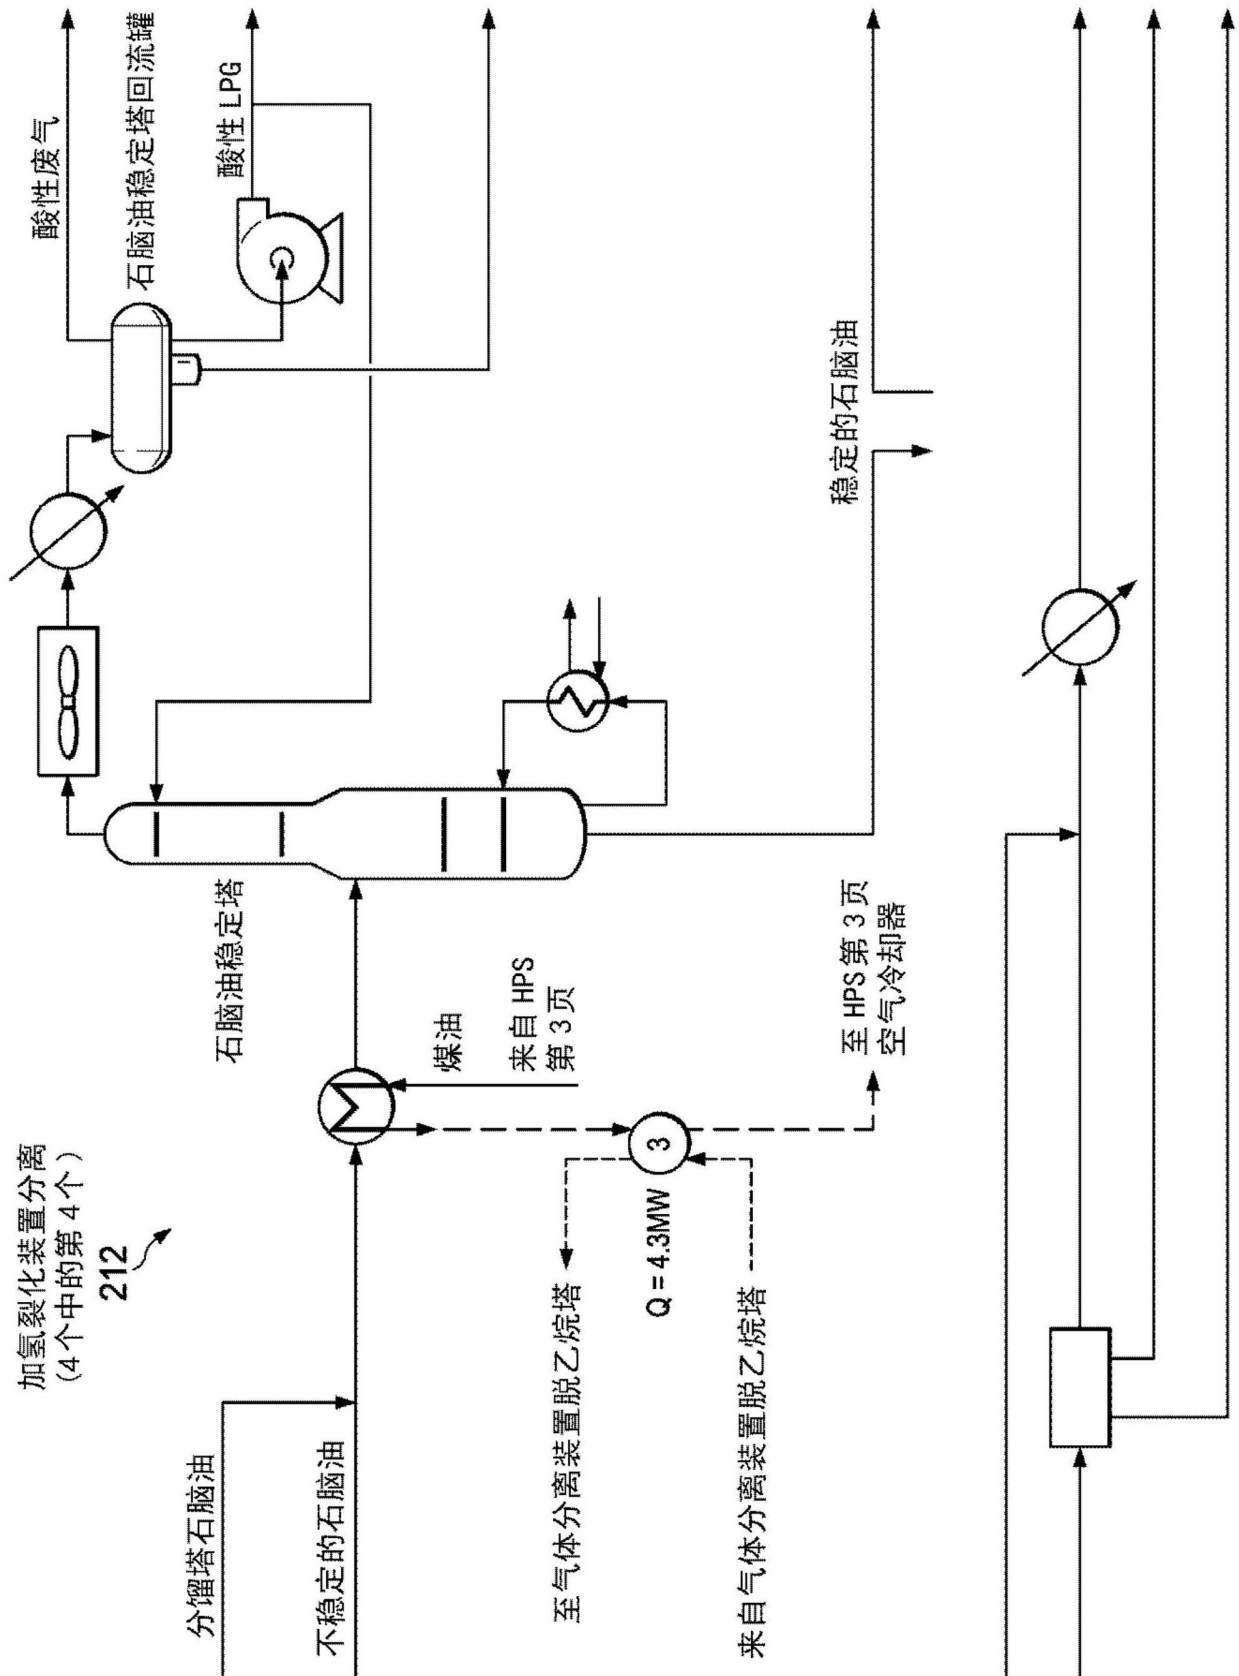 加氢裂化装置分离
(4个中的第4个)
212
酸性废气
石脑油稳定塔回流罐
分馏塔石脑油
石脑油稳定塔
酸性 LPG
不稳定的石脑油
煤油
来自 HPS
第 3 页
至气体分离装置脱乙烷塔
Q = 4.3MW
3
来自气体分离装置脱乙烷塔
至 HPS 第 3 页
空气冷却器
稳定的石脑油